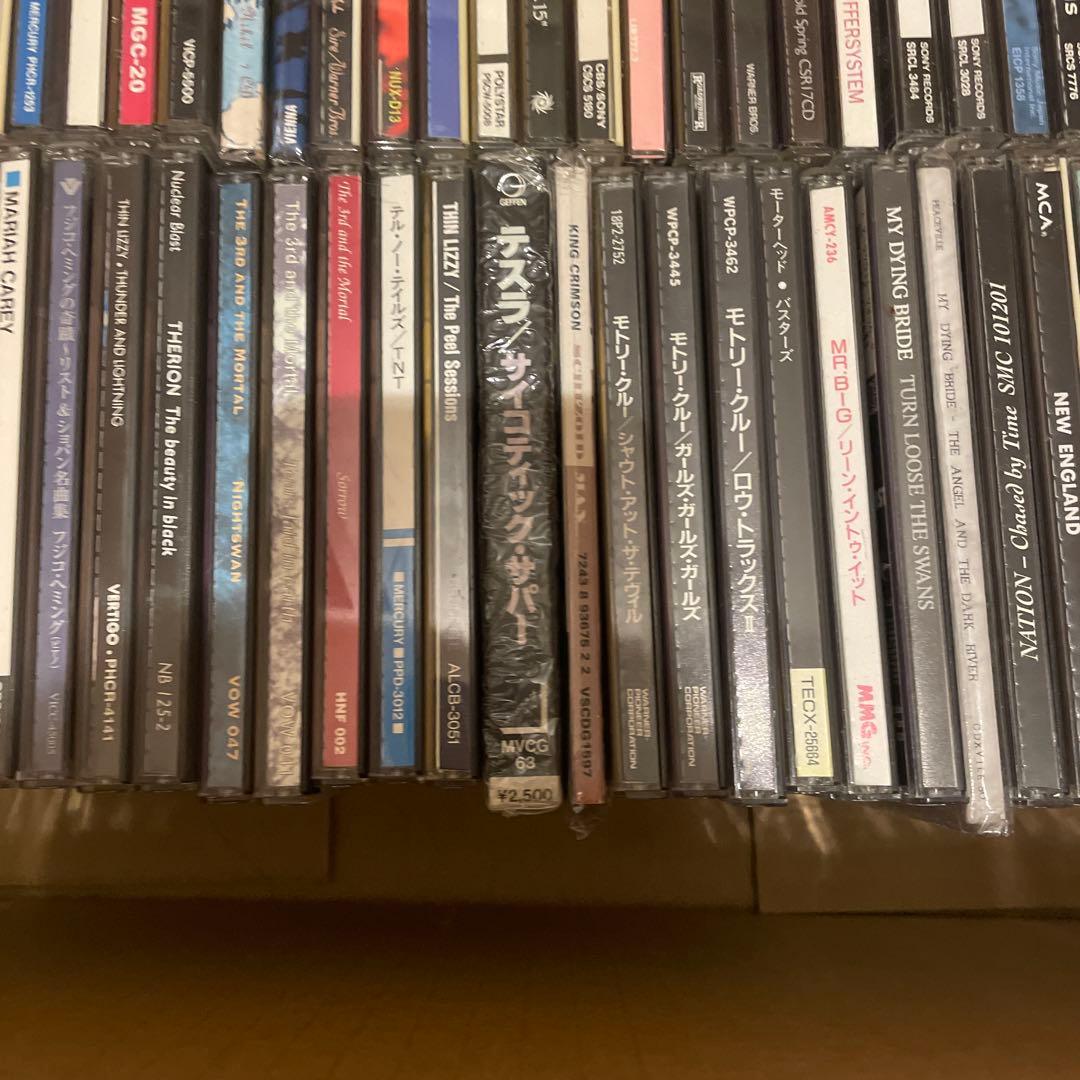 MERCURY PHCR-1253
MGC-20
VICP-5500
VIENNA
Sire/Warner Bros
NUX-D13
POLYSTAR
PSCW-5008
15"
CBS/SONY
CSCS 5
WARNER BROS
Cold Spring CSR17CD
FFERSYSTEM
SONY RECORDS
SRCL 3484
SONY RECORDS
SRCL 3028
EICP 1358
SRCS 7776
MARIAH CAREY
フジコ・ヘミングの奇蹟~リスト&ショパン名曲集 フジコ・ヘミング
THIN LIZZY • THUNDER AND LIGHTNING VERTIGO • PHCR-4141
Nuclear Blast THERION The beauty in black NB 125-2
THE 3RD AND THE MORTAL NIGHTSWAN VOW 047
The 3rd and the Mortal
The 3rd and the Mortal Sorrow HNF 002
テル・ノー・テイルズ/TNT ■ MERCURY ■ PPD-3012 ■
THIN LIZZY / The Peel Sessions ALCB-3051
GEFFEN
テスラ/サイコティック・サパー
MVCG
63
¥2,500
KING CRIMSON 7243 8 93675 2 2 VSCDG1597
18P2-2752 モトリー・クルー/シャウト・アット・ザ・デヴィル WARNER-PIONEER CORPORATION
WPCP-3445 モトリー・クルー/ガールズ・ガールズ・ガールズ WARNER-PIONEER CORPORATION
WPCP-3462 モトリー・クルー/ロウ・トラックスⅡ
モーターヘッド • バスターズ TECX-25664
AMCY-236 MR.BIG/リーン・イントゥ・イット MMG INC.
MY DYING BRIDE TURN LOOSE THE SWANS
PEACEVILLE MY DYING BRIDE - THE ANGEL AND THE DARK RIVER
NATION – Chased by Time SMC 101201
MCA
NEW ENGLAND